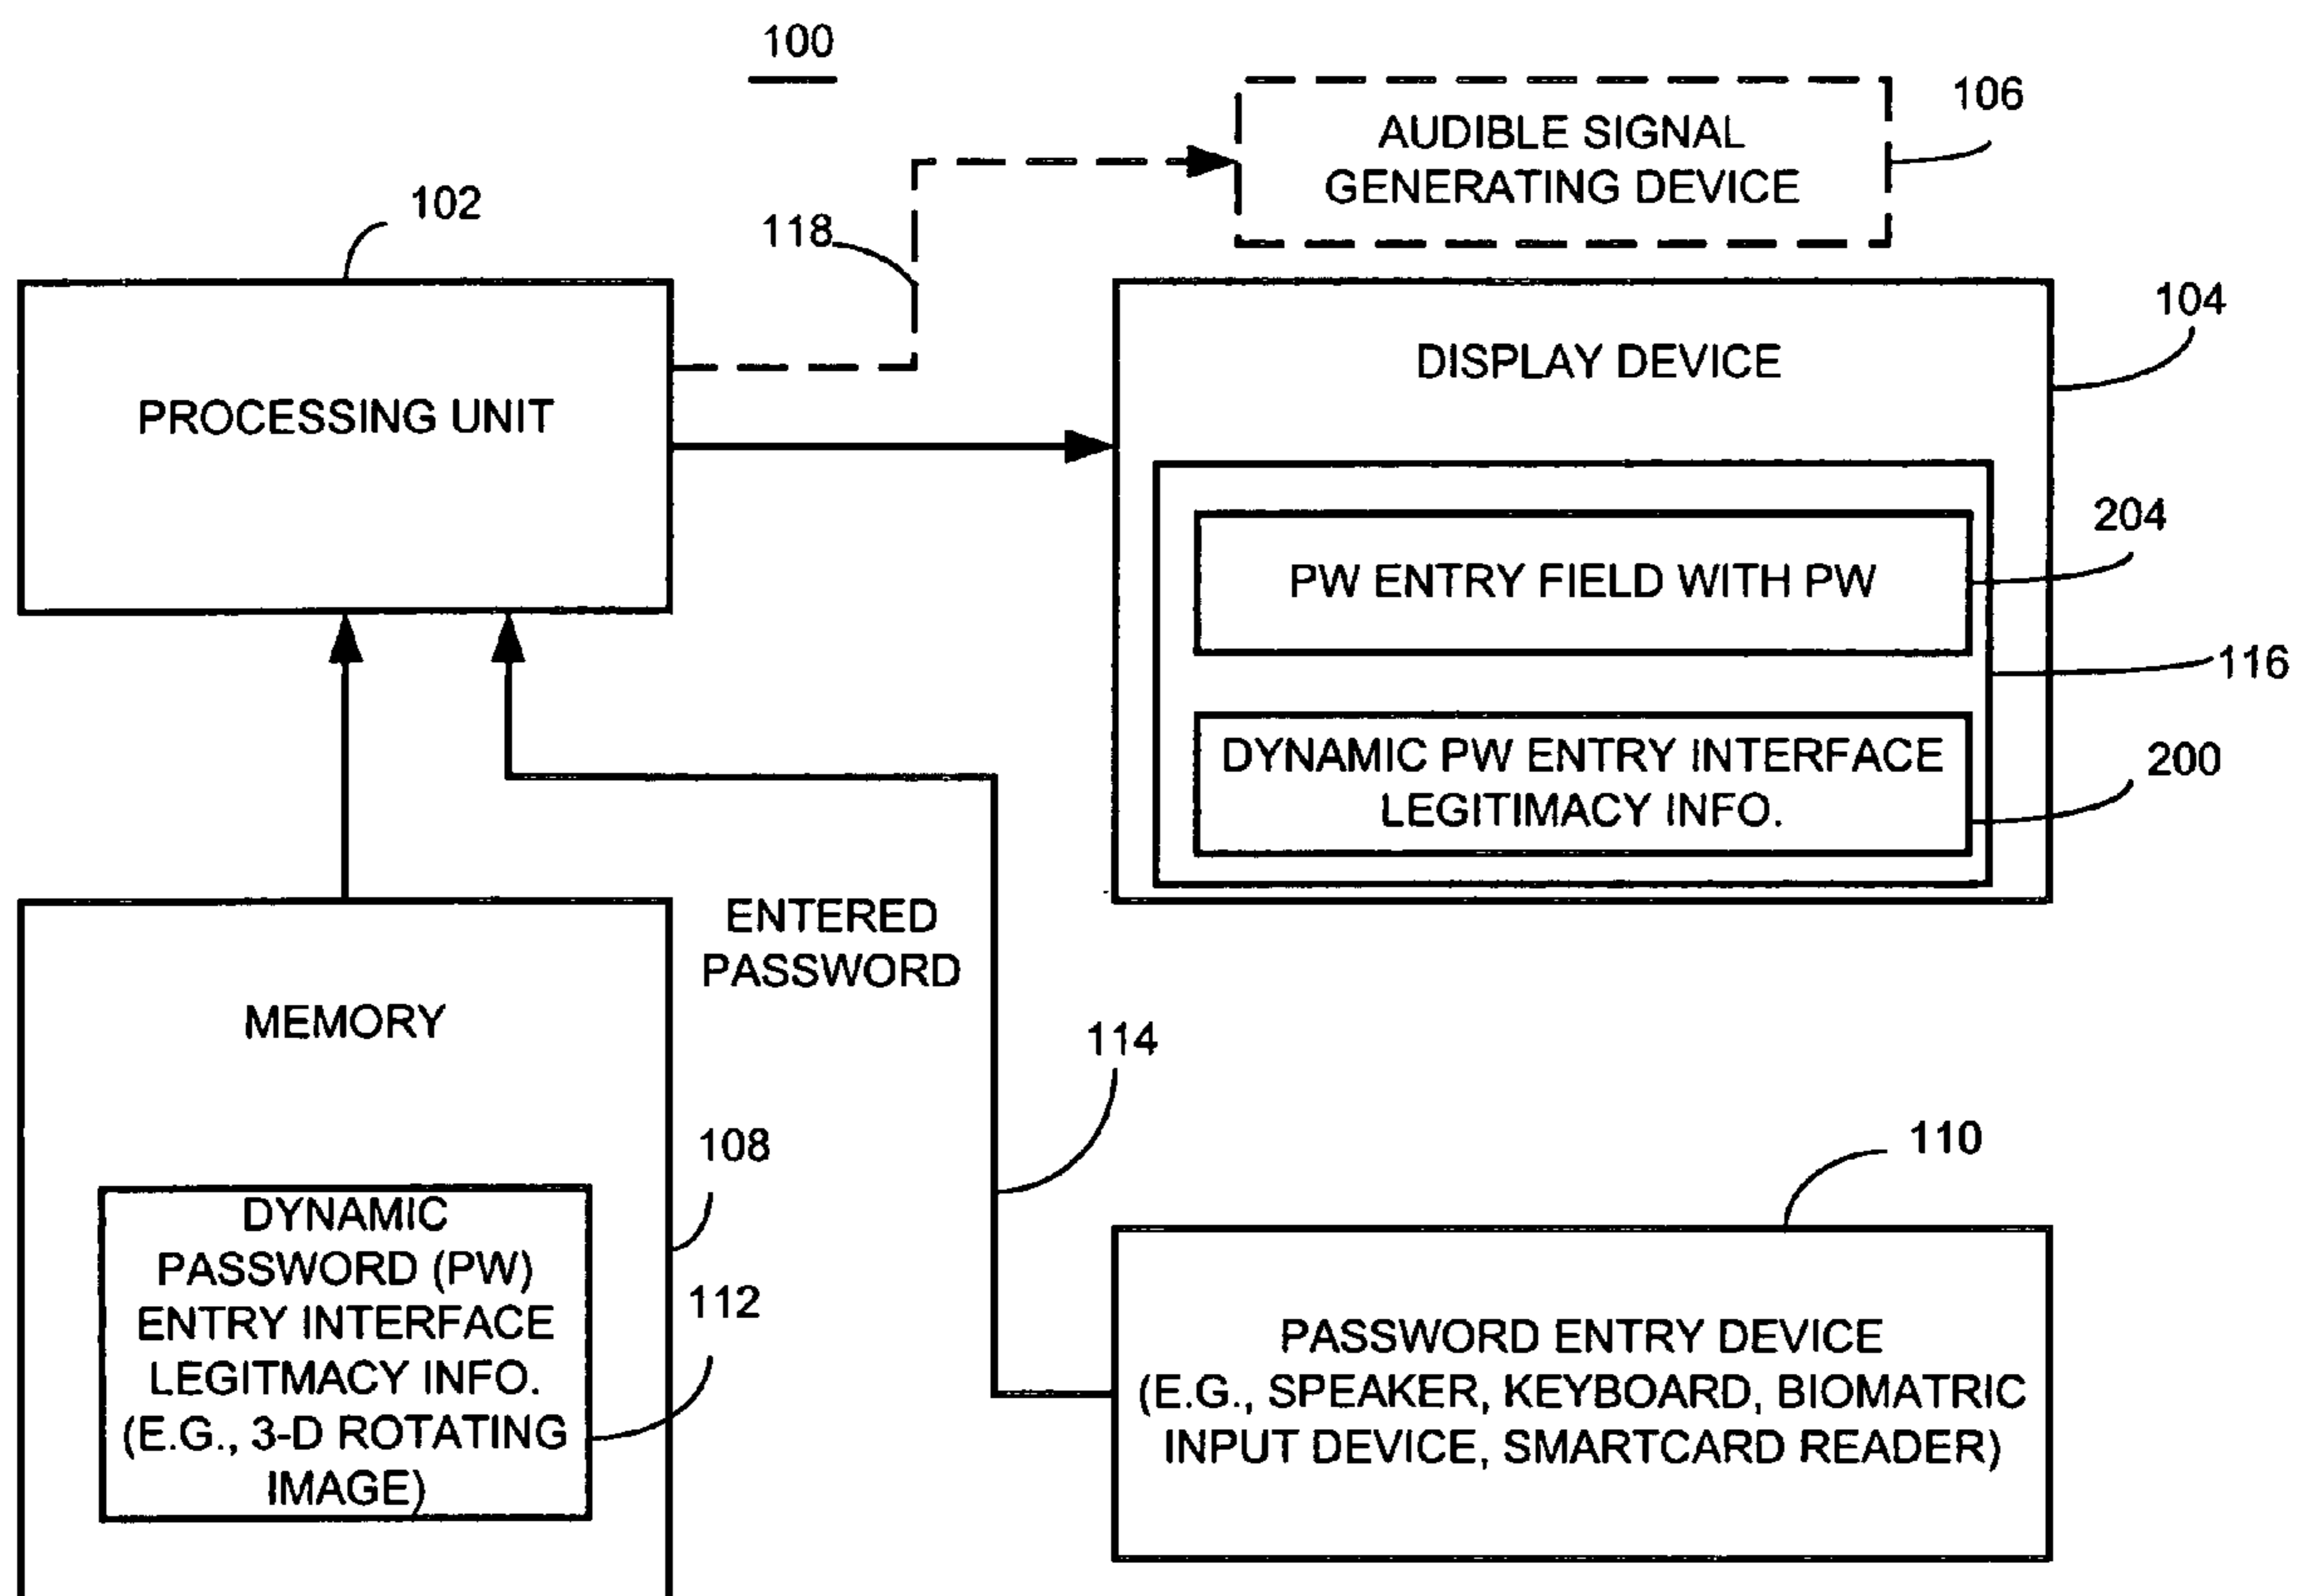 100
106
AUDIBLE SIGNAL
GENERATING DEVICE
102
118
104
DISPLAY DEVICE
PROCESSING UNIT
204
PW ENTRY FIELD WITH PW
116
DYNAMIC PW ENTRY INTERFACE
LEGITIMACY INFO.
200
ENTERED
PASSWORD
MEMORY
114
108
110
DYNAMIC
PASSWORD (PW)
ENTRY INTERFACE
LEGITMACY INFO.
(E.G., 3-D ROTATING
IMAGE)
112
PASSWORD ENTRY DEVICE
(E.G., SPEAKER, KEYBOARD, BIOMATRIC
INPUT DEVICE, SMARTCARD READER)